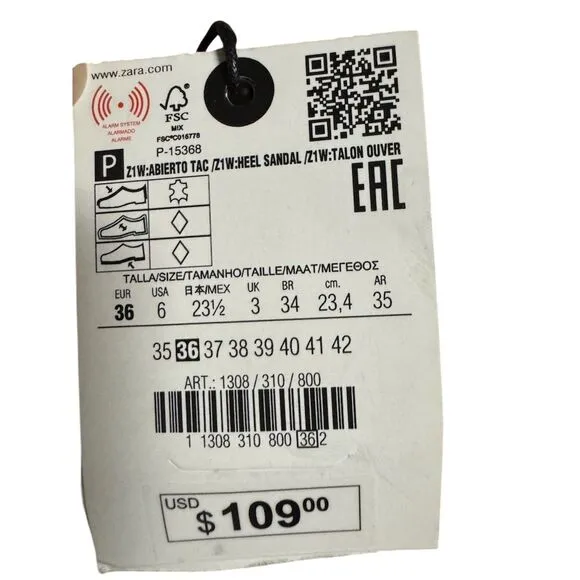 www.zara.com
ALARM SYSTEM
ALARMADO
ALARME
FSC
MIX
FSC®C015778
P-15368
P Z1W:ABIERTO TAC /Z1W:HEEL SANDAL /Z1W:TALON OUVER
EAC
TALLA/SIZE/TAMANHO/TAILLE/MAAT/ΜΕΓΕΘΟΣ
EUR USA 日本/MEX UK BR cm. AR
36 6 23½ 3 34 23,4 35
35 36 37 38 39 40 41 42
ART.: 1308 / 310 / 800
1 1308 310 800 36 2
USD
$ 109.00